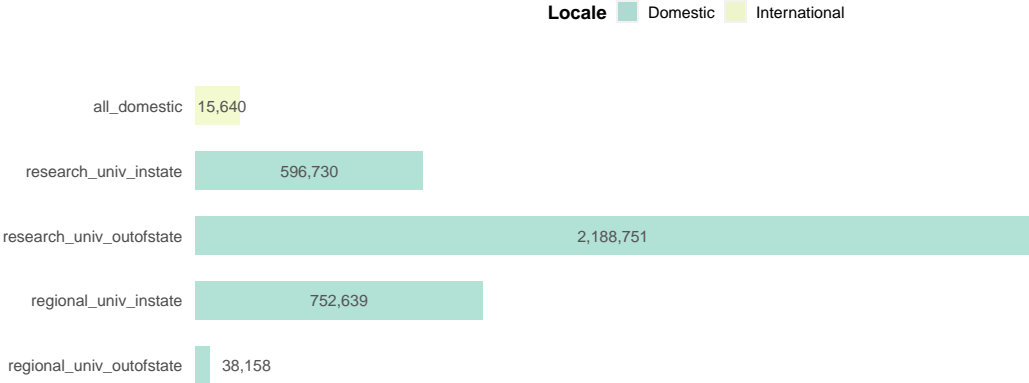 Locale Domestic International
all_domestic 15,640
research_univ_instate 596,730
research_univ_outofstate 2,188,751
regional_univ_instate 752,639
regional_univ_outofstate 38,158